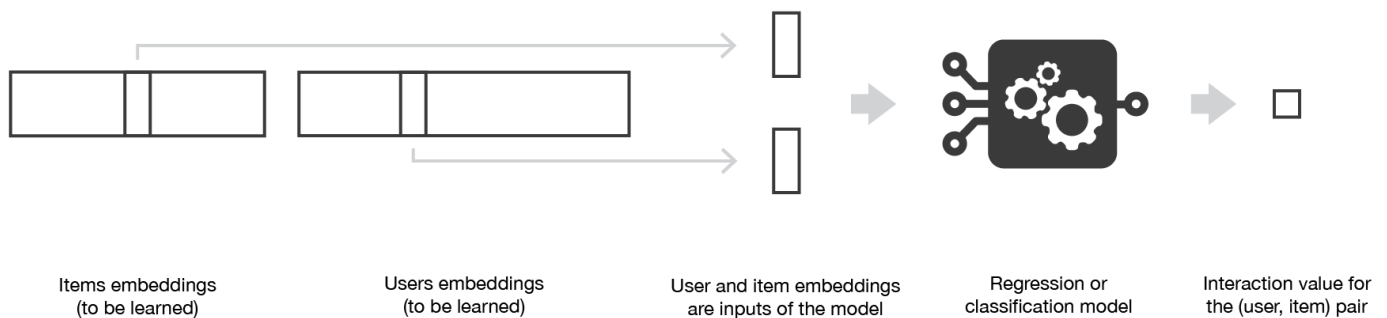 Items embeddings
(to be learned)
Users embeddings
(to be learned)
User and item embeddings
are inputs of the model
Regression or
classification model
Interaction value for
the (user, item) pair